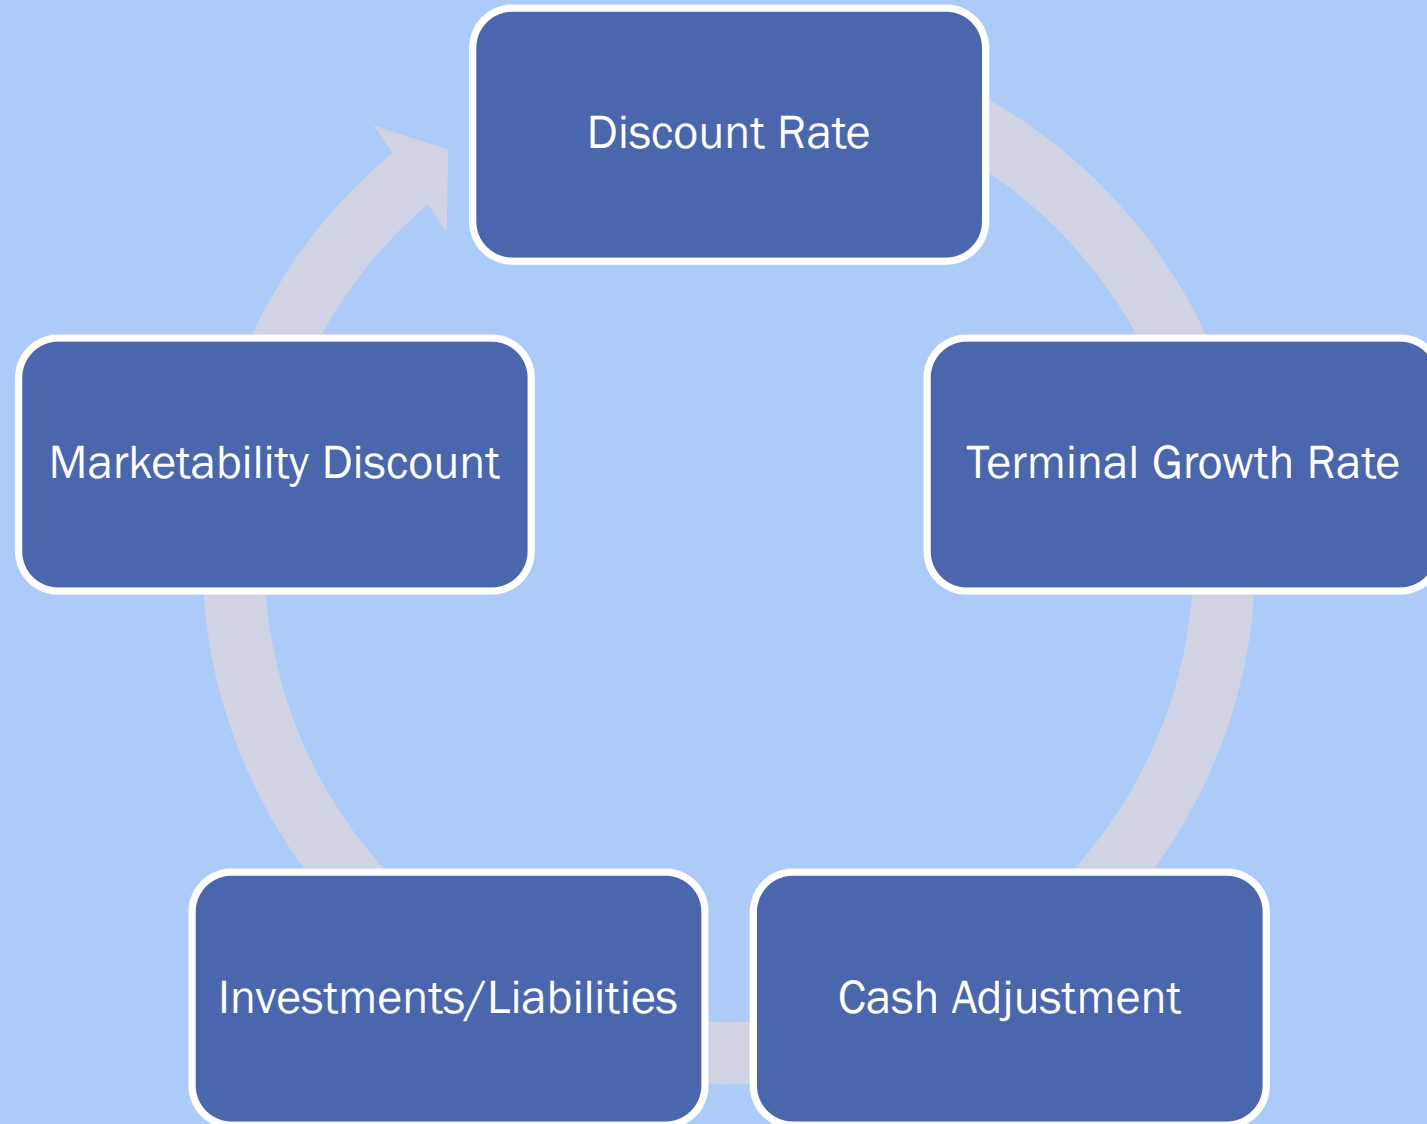 Discount Rate
Terminal Growth Rate
Cash Adjustment
Investments/Liabilities
Marketability Discount